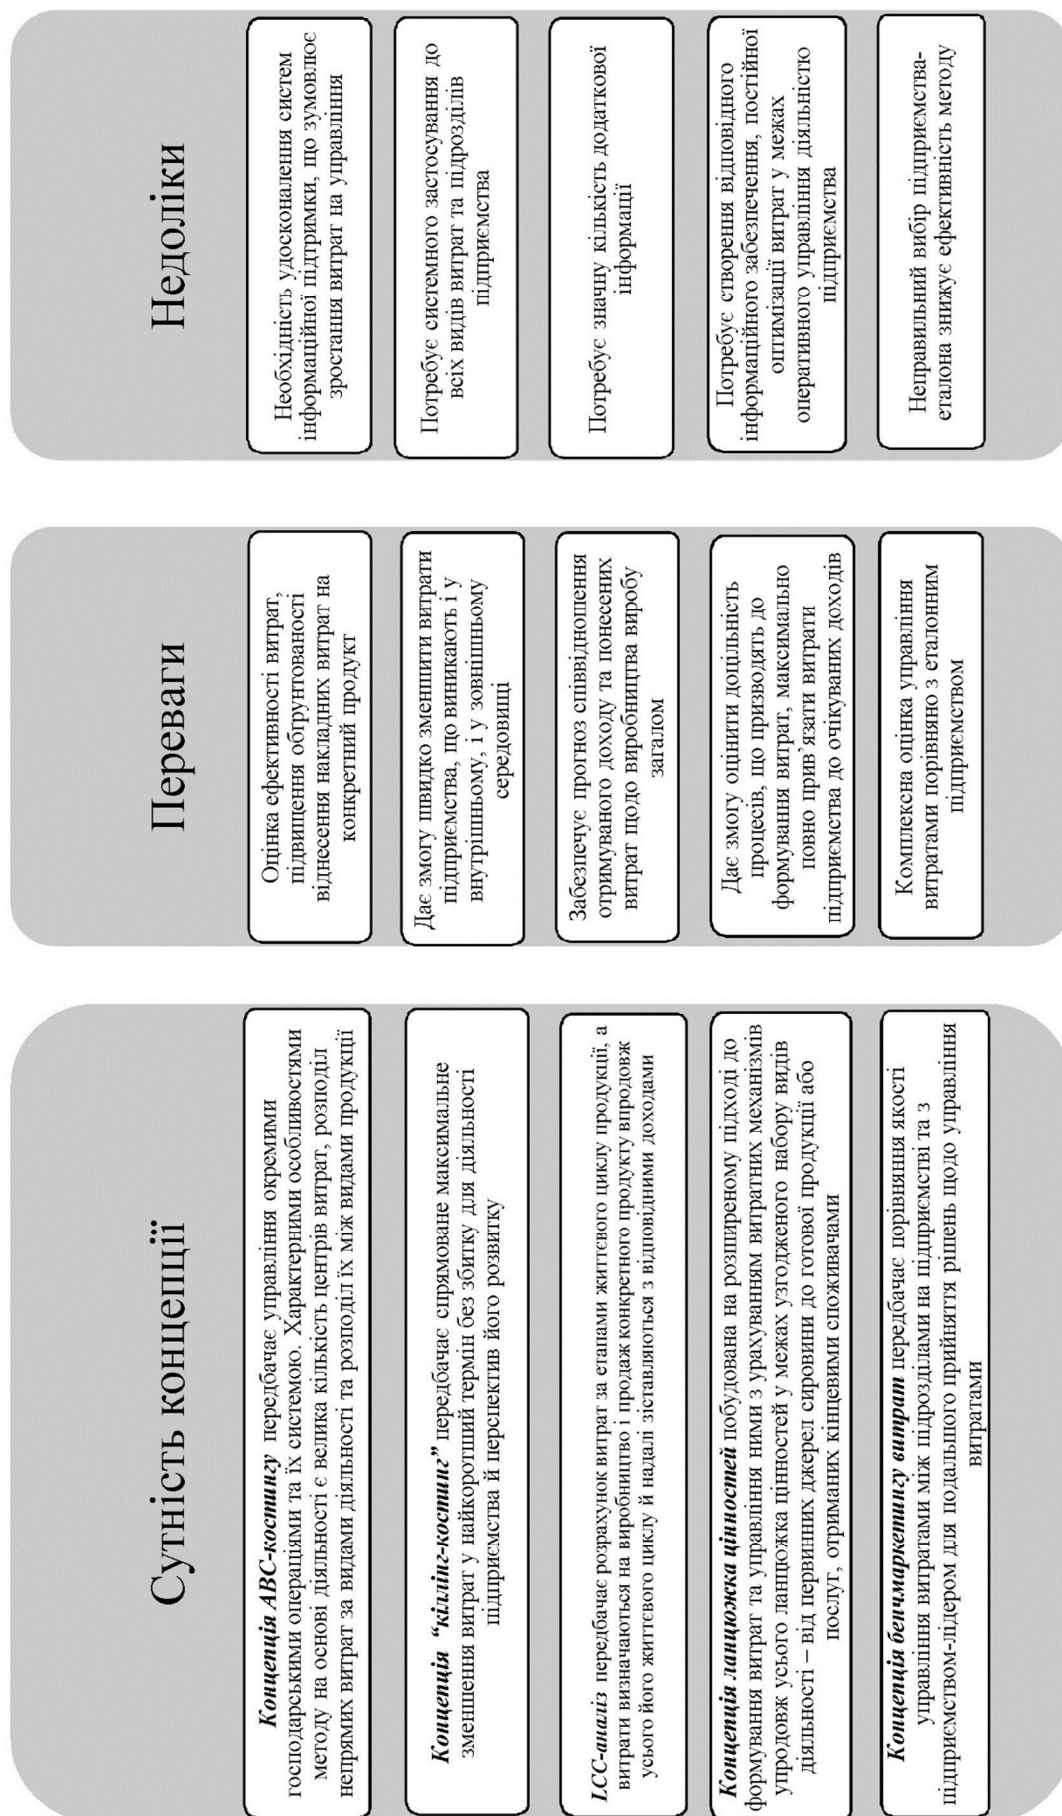 Сутність концепції
Концепція АВС-костингу передбачає управління окремими
господарськими операціями та їх системою. Характерними особливостями
методу на основі діяльності є велика кількість центрів витрат, розподіл
непрямих витрат за видами діяльності та розподіл їх між видами продукції
Концепція “кіллінг-костинг” передбачає спрямоване максимальне
зменшення витрат у найкоротший термін без збитку для діяльності
підприємства й перспектив його розвитку
LCC-аналіз передбачає розрахунок витрат за етапами життєвого циклу продукції, а
витрати визначаються на виробництво і продаж конкретного продукту впродовж
усього його життєвого циклу й надалі зіставляються з відповідними доходами
Концепція ланцюжка цінностей побудована на розширеному підході до
формування витрат та управління ними з урахуванням витратних механізмів
упродовж усього ланцюжка цінностей у межах узгодженого набору видів
діяльності – від первинних джерел сировини до готової продукції або
послуг, отриманих кінцевими споживачами
Концепція бенчмаркетингу витрат передбачає порівняння якості
управління витратами між підрозділами на підприємстві та з
підприємством-лідером для подальшого прийняття рішень щодо управління
витратами
Переваги
Оцінка ефективності витрат,
підвищення обґрунтованості
віднесення накладних витрат на
конкретний продукт
Дає змогу швидко зменшити витрати
підприємства, що виникають і у
внутрішньому, і у зовнішньому
середовищі
Забезпечує прогноз співвідношення
отримуваного доходу та понесених
витрат щодо виробництва виробу
загалом
Дає змогу оцінити доцільність
процесів, що призводять до
формування витрат, максимально
повно прив’язати витрати
підприємства до очікуваних доходів
Комплексна оцінка управління
витратами порівняно з еталонним
підприємством
Недоліки
Необхідність удосконалення систем
інформаційної підтримки, що зумовлює
зростання витрат на управління
Потребує системного застосування до
всіх видів витрат та підрозділів
підприємства
Потребує значну кількість додаткової
інформації
Потребує створення відповідного
інформаційного забезпечення, постійної
оптимізації витрат у межах
оперативного управління діяльністю
підприємства
Неправильний вибір підприємства-
еталона знижує ефективність методу